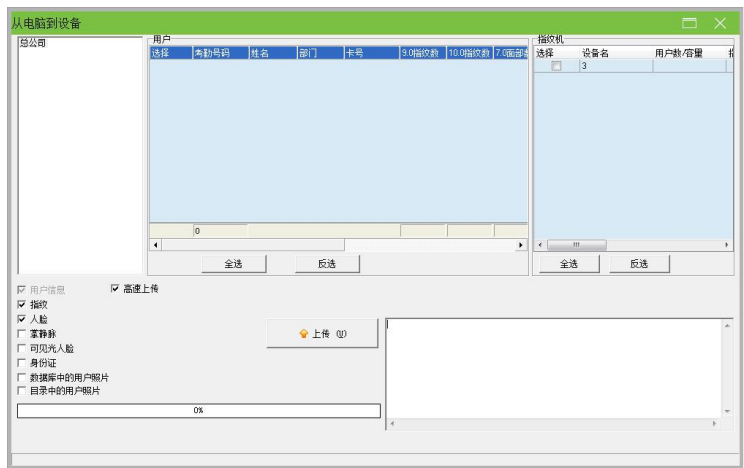 从电脑到设备
总公司
用户
选择 考勤号码 姓名 部门 卡号 9.0指纹数 10.0指纹数 7.0面部数
0
全选 反选
指纹机
选择 设备名 用户数/容量 指
3
全选 反选
用户信息 高速上传
指纹
人脸
掌静脉
可见光人脸
身份证
数据库中的用户照片
目录中的用户照片
上传 (U)
0%